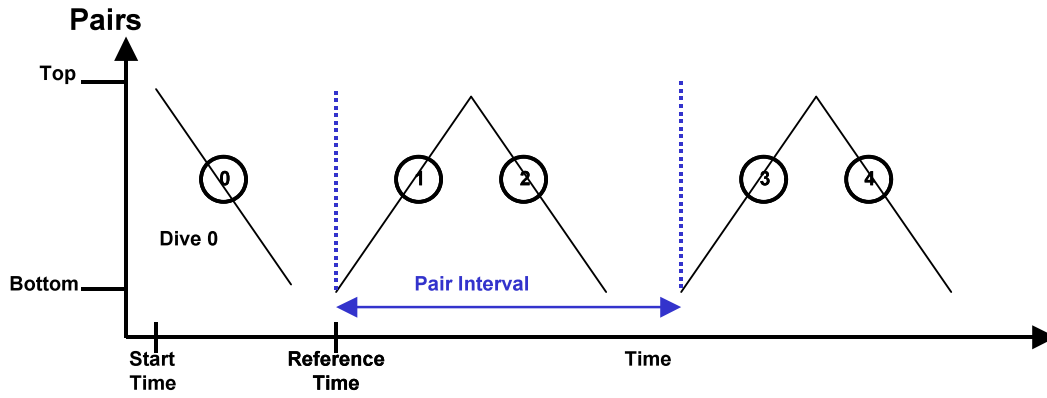 Pairs
Top
0
1
2
3
4
Dive 0
Bottom
Pair Interval
Start
Time
Reference
Time
Time